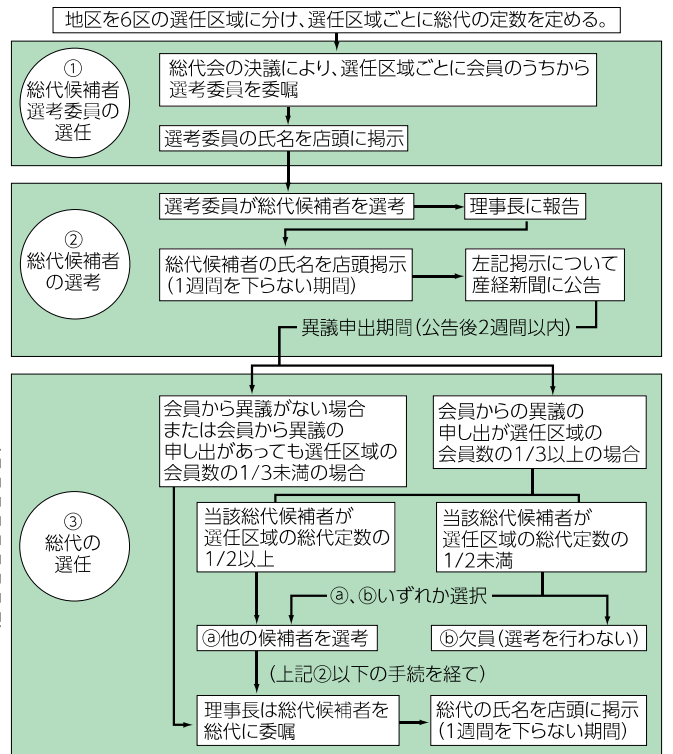 地区を6区の選任区域に分け、選任区域ごとに総代の定数を定める。
①
総代候補者
選考委員の
選任
総代会の決議により、選任区域ごとに会員のうちから
選考委員を委嘱
選考委員の氏名を店頭に掲示
②
総代候補者
の選考
選考委員が総代候補者を選考
理事長に報告
総代候補者の氏名を店頭掲示
(1週間を下らない期間)
左記掲示について
産経新聞に公告
異議申出期間(公告後2週間以内)
③
総代の
選任
会員から異議がない場合
または会員から異議の
申し出があっても選任区域の
会員数の1/3未満の場合
会員からの異議の
申し出が選任区域の
会員数の1/3以上の場合
当該総代候補者が
選任区域の総代定数の
1/2以上
当該総代候補者が
選任区域の総代定数の
1/2未満
ⓐ、ⓑいずれか選択
ⓐ他の候補者を選考
ⓑ欠員(選考を行わない)
(上記②以下の手続を経て)
理事長は総代候補者を
総代に委嘱
総代の氏名を店頭に掲示
(1週間を下らない期間)